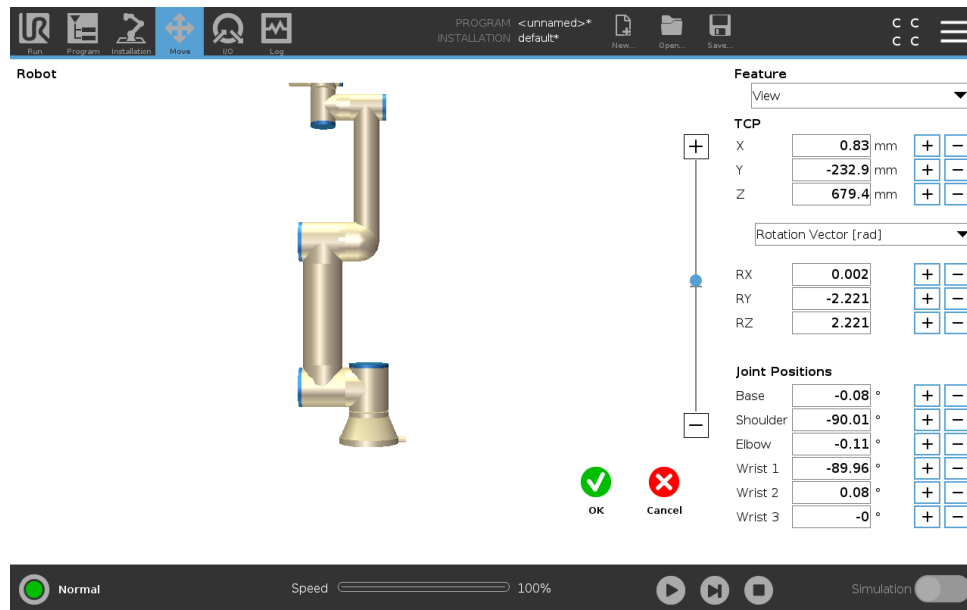 PROGRAM <unnamed>*
INSTALLATION default*
Run Program Installation Move I/O Log New... Open... Save...
C C
C C
Robot
Feature
View
TCP
X 0.83 mm + −
Y -232.9 mm + −
Z 679.4 mm + −
Rotation Vector [rad]
RX 0.002 + −
RY -2.221 + −
RZ 2.221 + −
Joint Positions
Base -0.08 ° + −
Shoulder -90.01 ° + −
Elbow -0.11 ° + −
Wrist 1 -89.96 ° + −
Wrist 2 0.08 ° + −
Wrist 3 -0 ° + −
OK Cancel
Normal Speed 100% Simulation